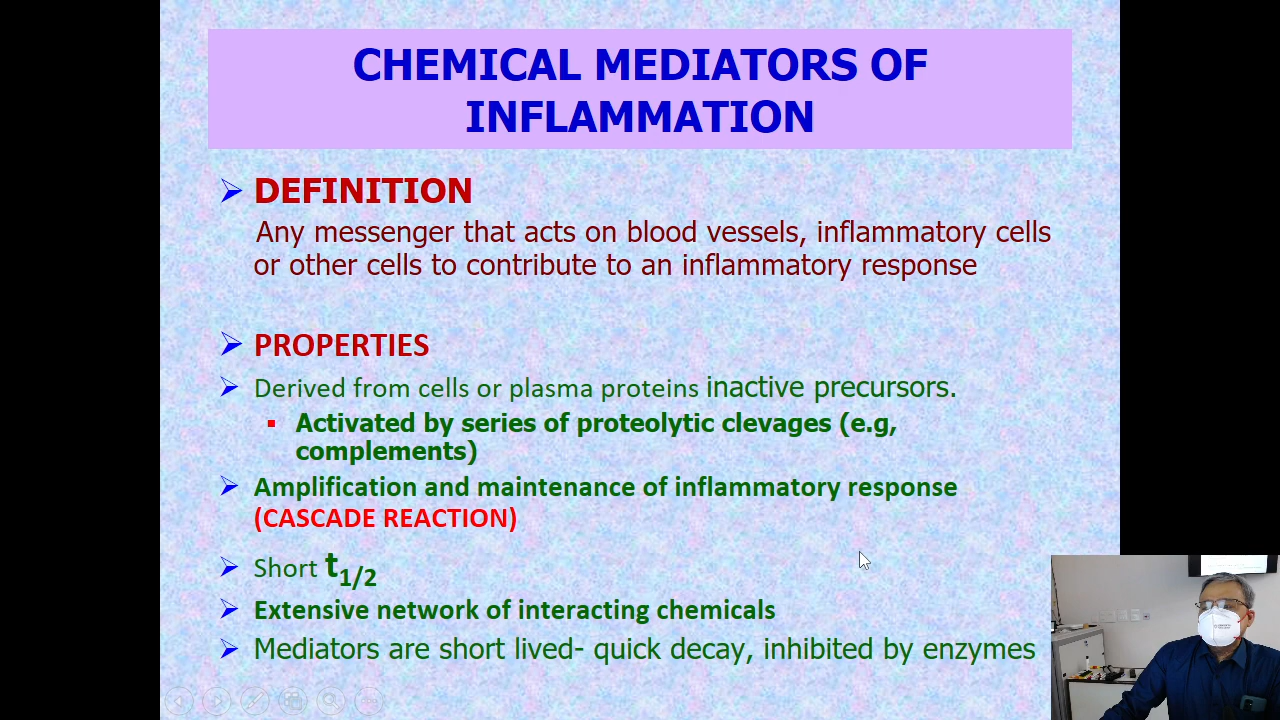 CHEMICAL MEDIATORS OF
INFLAMMATION
DEFINITION
Any messenger that acts on blood vessels, inflammatory cells
or other cells to contribute to an inflammatory response
PROPERTIES
Derived from cells or plasma proteins inactive precursors.
Activated by series of proteolytic clevages (e.g,
complements)
Amplification and maintenance of inflammatory response
(CASCADE REACTION)
Short t1/2
Extensive network of interacting chemicals
Mediators are short lived- quick decay, inhibited by enzymes